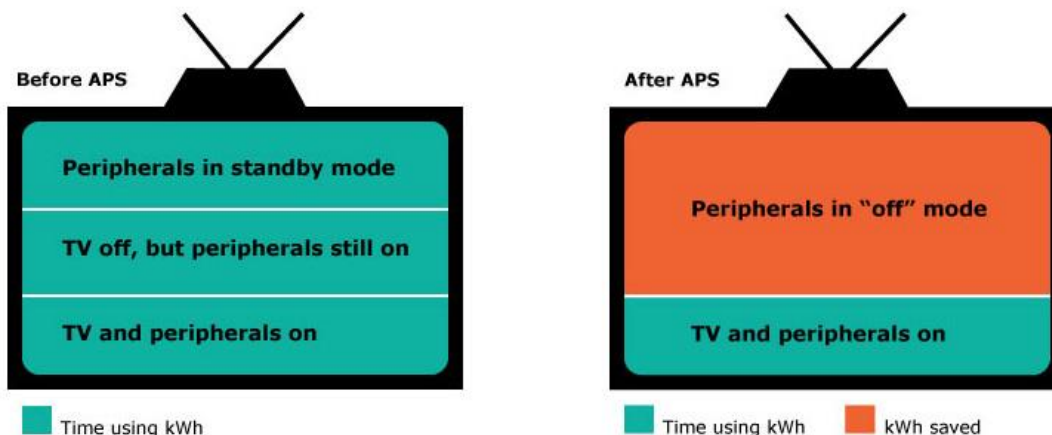 Before APS
Peripherals in standby mode
TV off, but peripherals still on
TV and peripherals on
Time using kWh
After APS
Peripherals in “off” mode
TV and peripherals on
Time using kWh
kWh saved